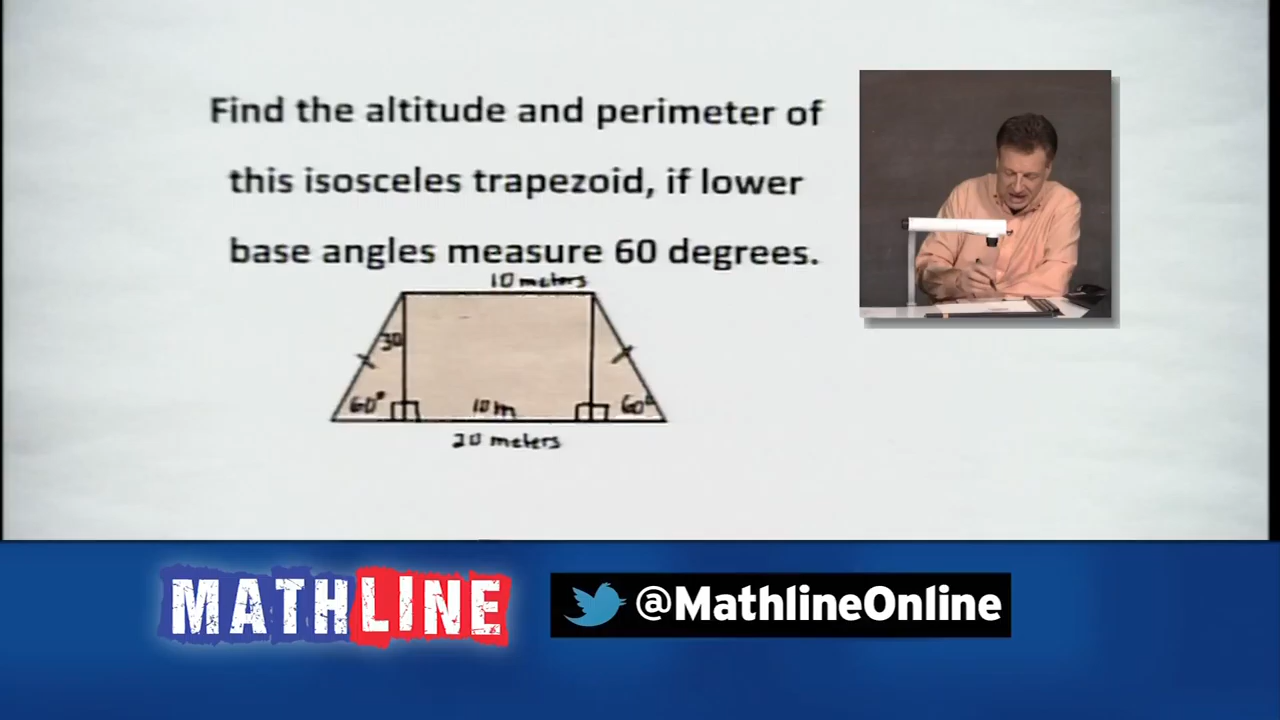 Find the altitude and perimeter of
this isosceles trapezoid, if lower
base angles measure 60 degrees.
10 meters
30
60°
10 m
60°
20 meters
MATHLINE
@MathlineOnline